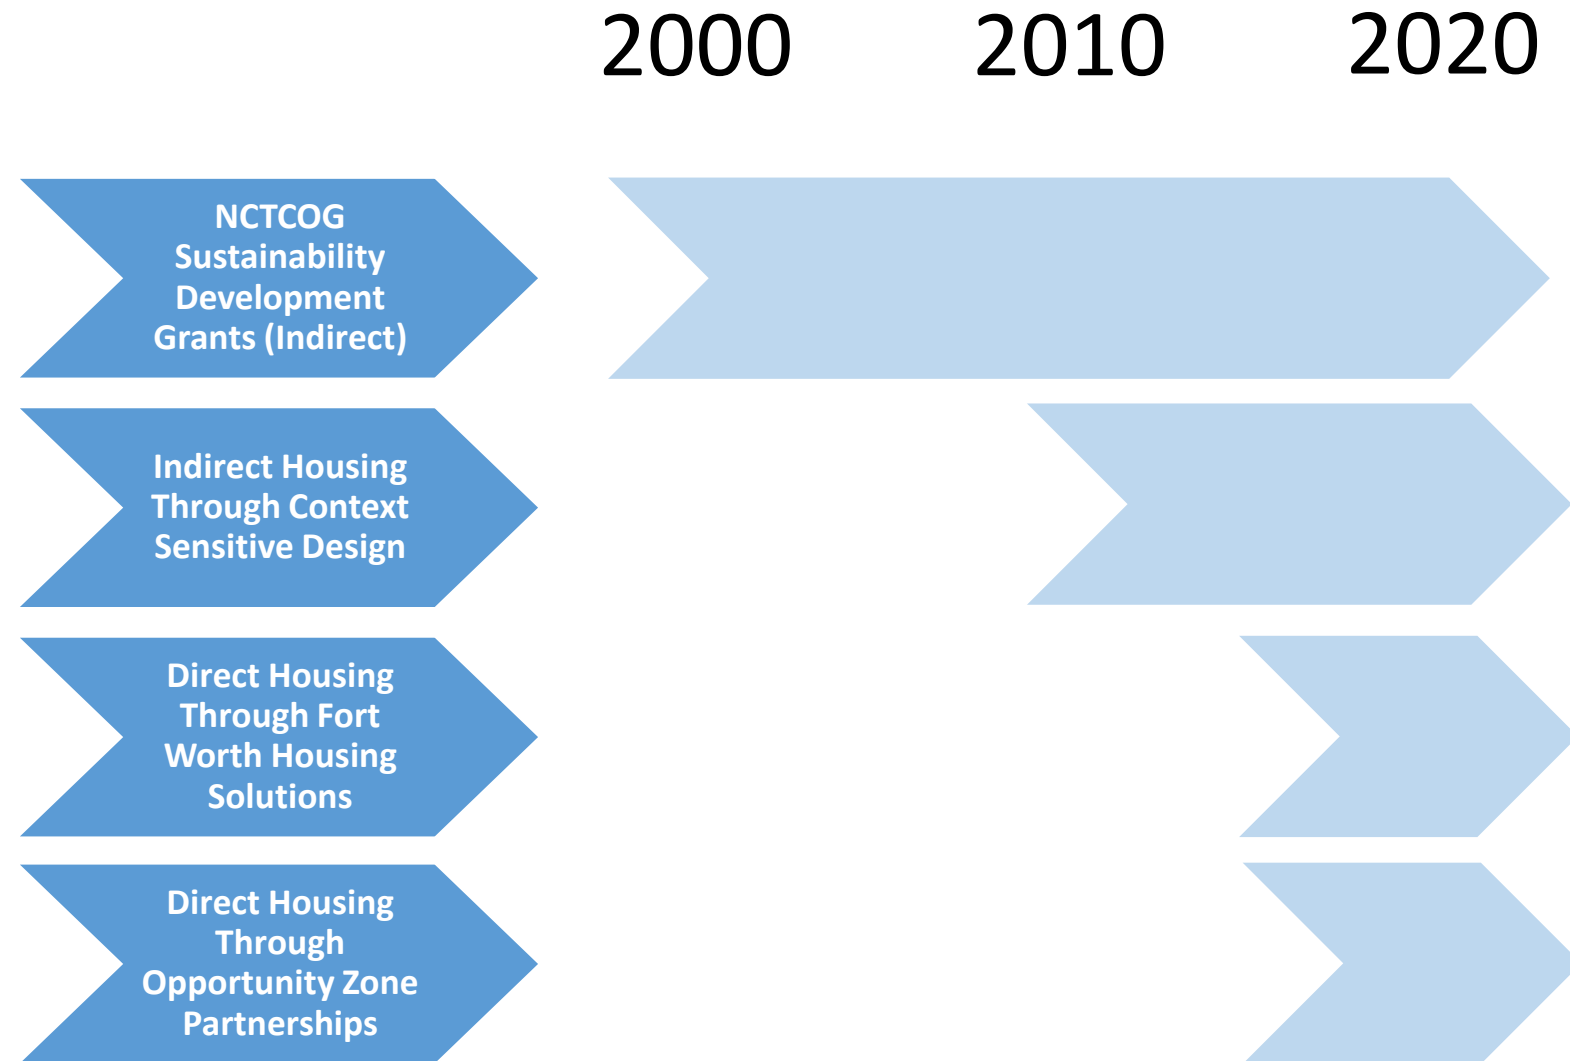 2000 2010 2020
NCTCOG
Sustainability
Development
Grants (Indirect)
Indirect Housing
Through Context
Sensitive Design
Direct Housing
Through Fort
Worth Housing
Solutions
Direct Housing
Through
Opportunity Zone
Partnerships